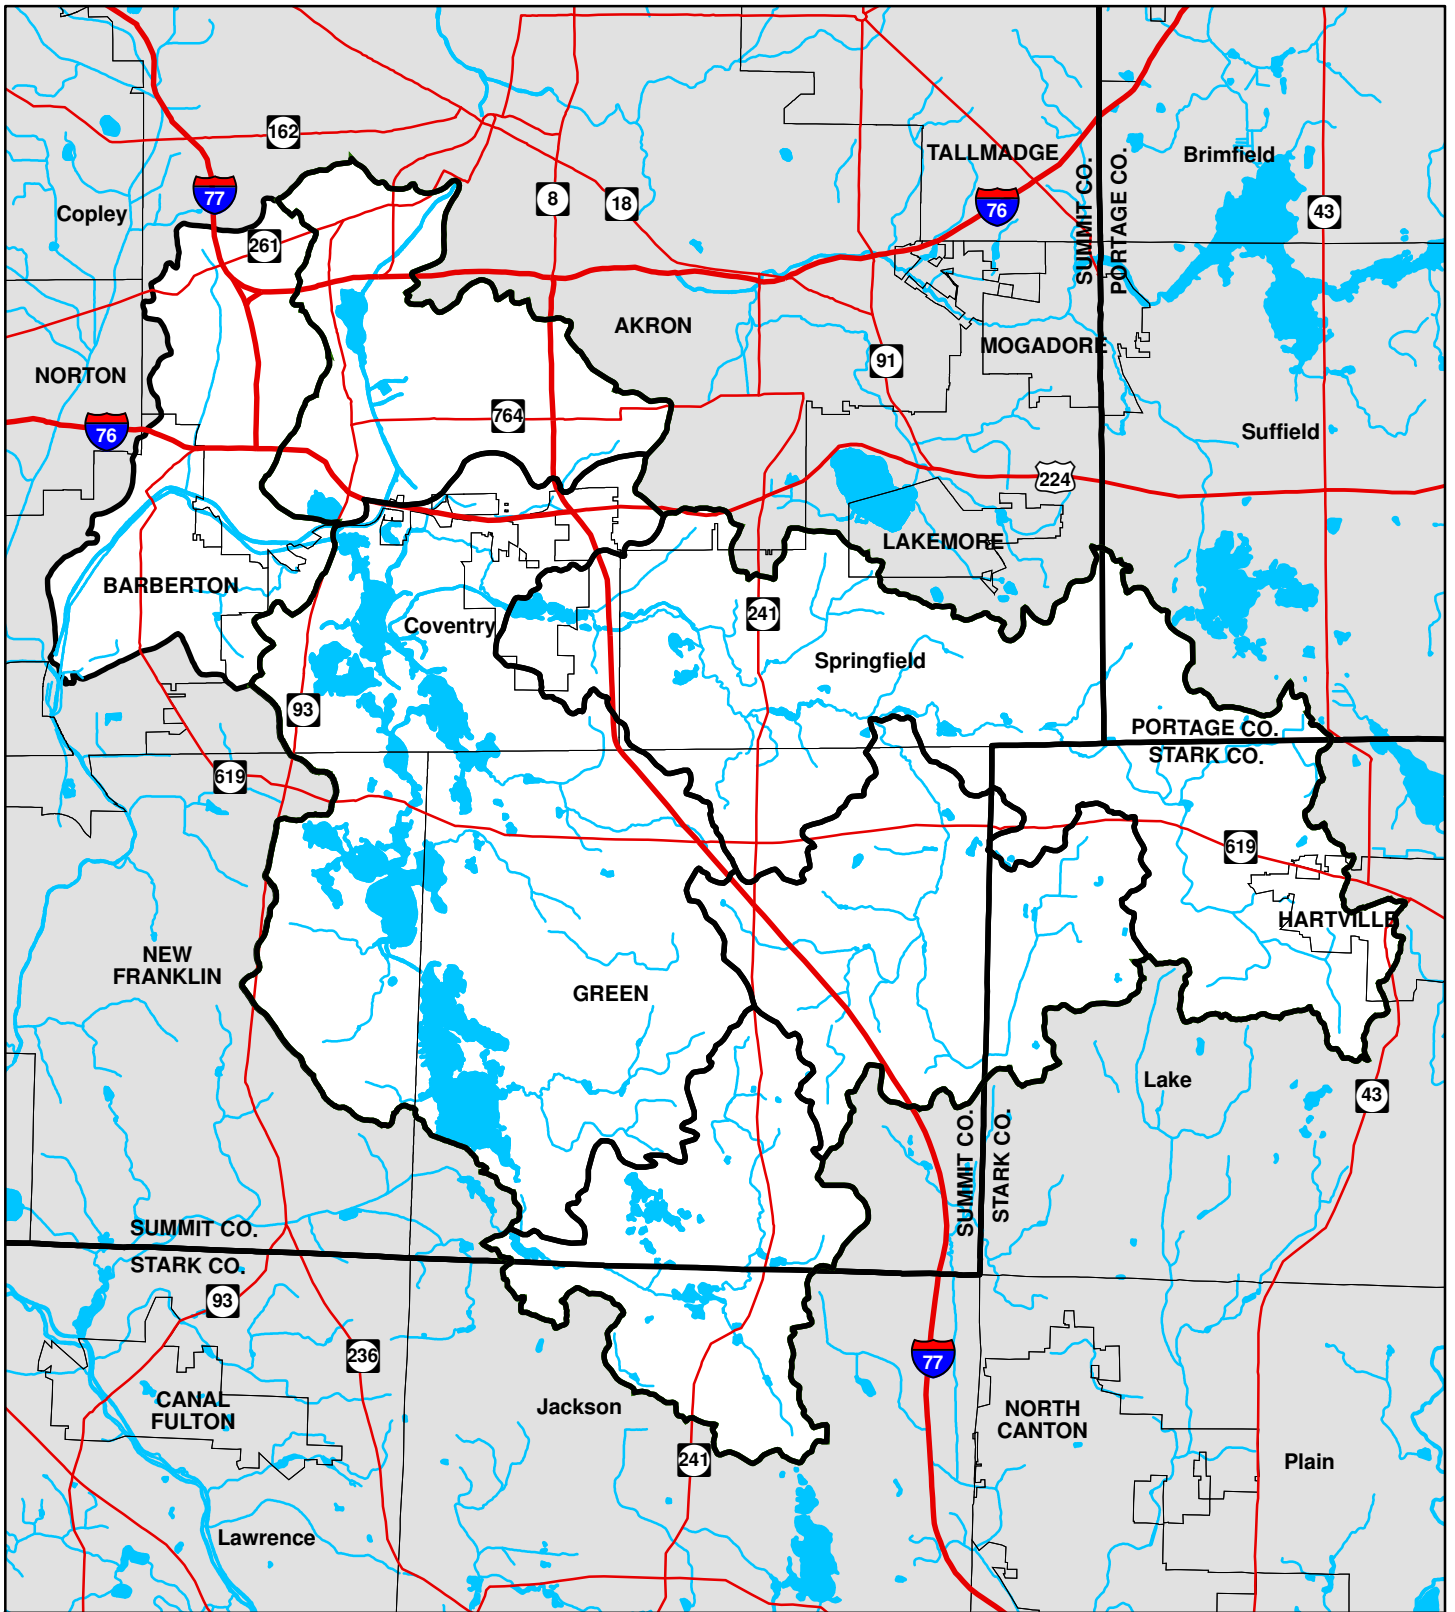 162
TALLMADGE
Brimfield
77
8
18
76
43
Copley
SUMMIT CO.
PORTAGE CO.
261
AKRON
MOGADORE
91
NORTON
764
76
Suffield
224
LAKEMORE
BARBERTON
241
Coventry
Springfield
93
PORTAGE CO.
STARK CO.
619
619
HARTVILLE
NEW
FRANKLIN
GREEN
Lake
43
SUMMIT CO.
STARK CO.
SUMMIT CO.
STARK CO.
93
236
77
CANAL
FULTON
Jackson
NORTH
CANTON
241
Plain
Lawrence